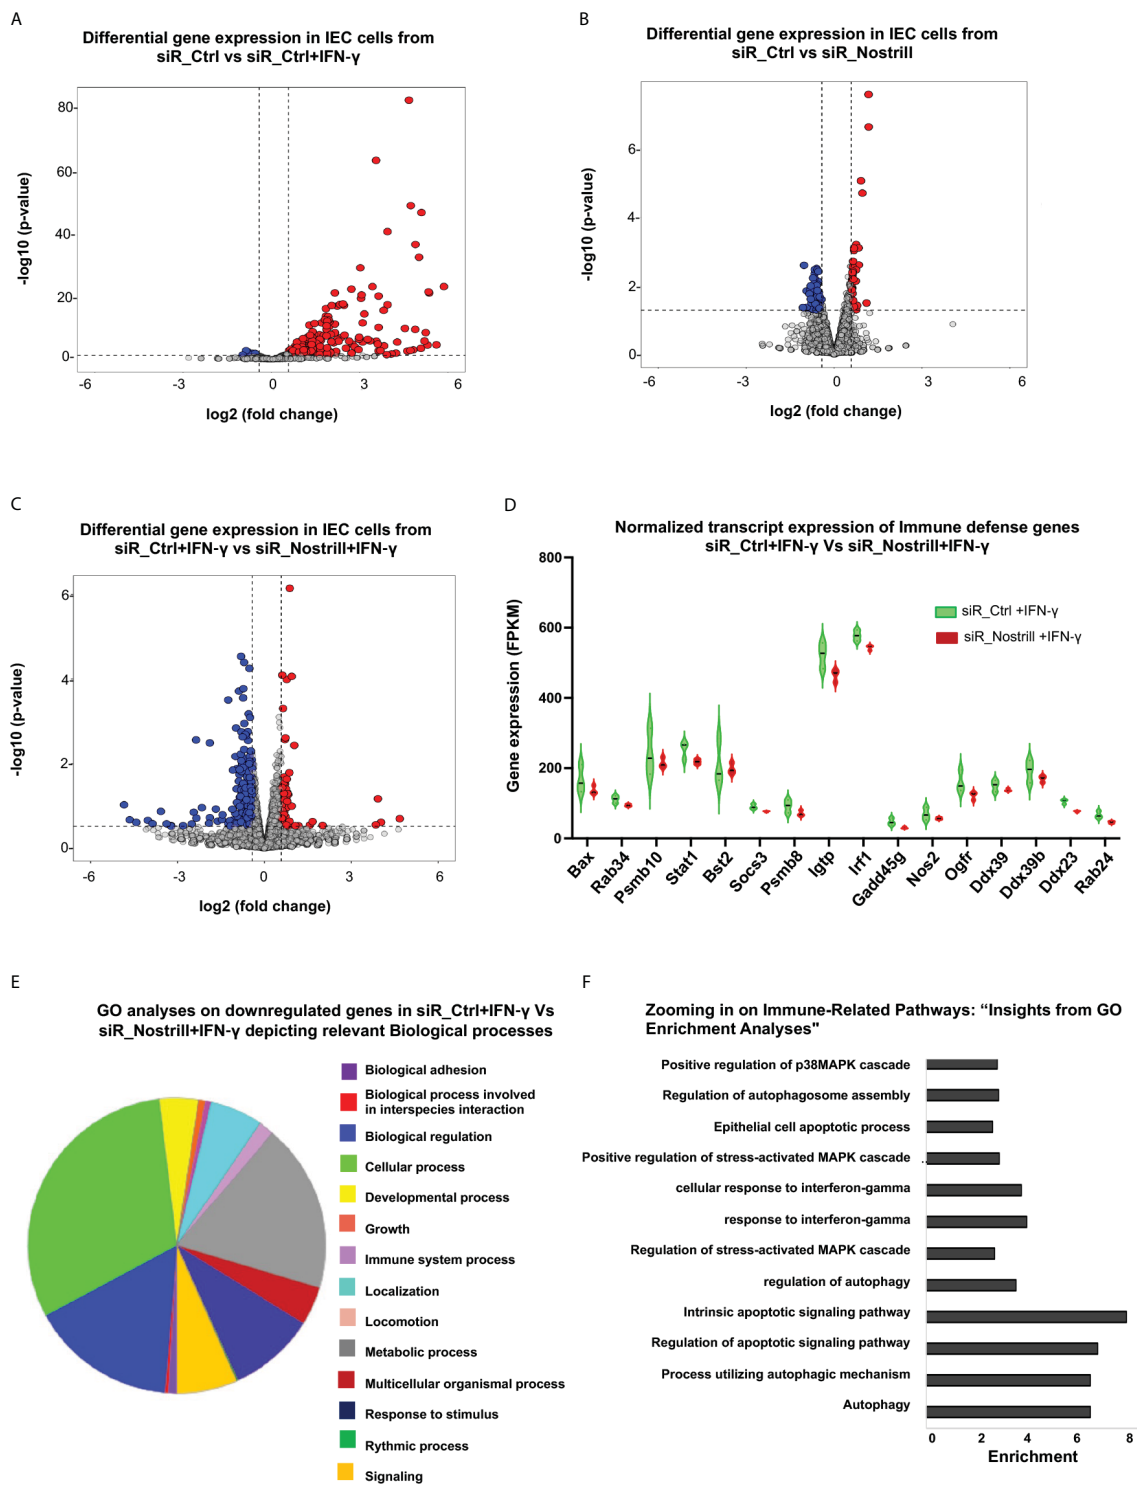 A
Differential gene expression in IEC cells from
siR_Ctrl vs siR_Ctrl+IFN-γ
80
60
40
20
0
-log10 (p-value)
-6
-3
0
3
6
log2 (fold change)
B
Differential gene expression in IEC cells from
siR_Ctrl vs siR_Nostrill
6
4
2
0
-log10 (p-value)
-6
-3
0
3
6
log2 (fold change)
C
Differential gene expression in IEC cells from
siR_Ctrl+IFN-γ vs siR_Nostrill+IFN-γ
6
4
2
0
-log10 (p-value)
-6
-3
0
3
6
log2 (fold change)
D
Normalized transcript expression of Immune defense genes
siR_Ctrl+IFN-γ Vs siR_Nostrill+IFN-γ
800
600
400
200
0
Gene expression (FPKM)
siR_Ctrl +IFN-γ
siR_Nostrill +IFN-γ
Bax
Rab34
Psmb10
Stat1
Bst2
Socs3
Psmb8
Igtp
Irf1
Gadd45g
Nos2
Ogfr
Ddx39
Ddx39b
Ddx23
Rab24
E
GO analyses on downregulated genes in siR_Ctrl+IFN-γ Vs
siR_Nostrill+IFN-γ depicting relevant Biological processes
Biological adhesion
Biological process involved
in interspecies interaction
Biological regulation
Cellular process
Developmental process
Growth
Immune system process
Localization
Locomotion
Metabolic process
Multicellular organismal process
Response to stimulus
Rythmic process
Signaling
F
Zooming in on Immune-Related Pathways: “Insights from GO
Enrichment Analyses"
Positive regulation of p38MAPK cascade
Regulation of autophagosome assembly
Epithelial cell apoptotic process
Positive regulation of stress-activated MAPK cascade
cellular response to interferon-gamma
response to interferon-gamma
Regulation of stress-activated MAPK cascade
regulation of autophagy
Intrinsic apoptotic signaling pathway
Regulation of apoptotic signaling pathway
Process utilizing autophagic mechanism
Autophagy
0
2
4
6
8
Enrichment